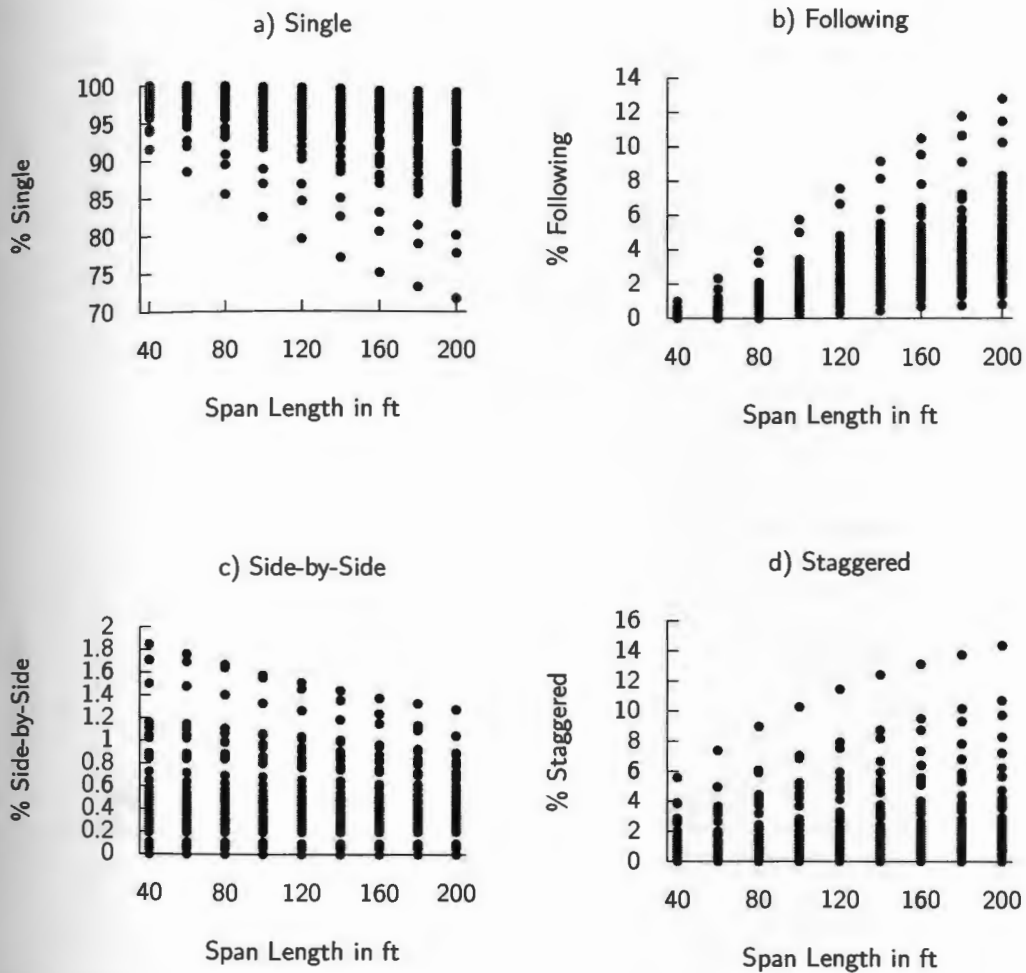 a) Single
100
95
90
85
80
75
70
% Single
40 80 120 160 200
Span Length in ft
b) Following
14
12
10
8
6
4
2
0
% Following
40 80 120 160 200
Span Length in ft
c) Side-by-Side
2
1.8
1.6
1.4
1.2
1
0.8
0.6
0.4
0.2
0
% Side-by-Side
40 80 120 160 200
Span Length in ft
d) Staggered
16
14
12
10
8
6
4
2
0
% Staggered
40 80 120 160 200
Span Length in ft